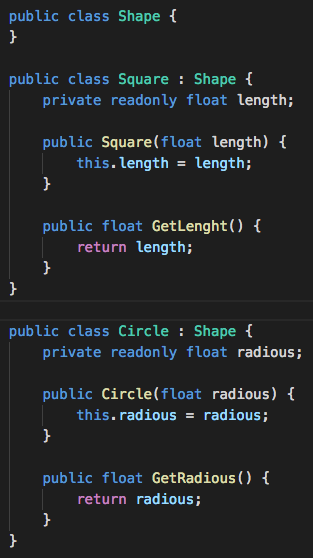 public class Shape {
}
public class Square : Shape {
private readonly float length;
public Square(float length) {
this.length = length;
}
public float GetLenght() {
return length;
}
}
public class Circle : Shape {
private readonly float radious;
public Circle(float radious) {
this.radious = radious;
}
public float GetRadious() {
return radious;
}
}